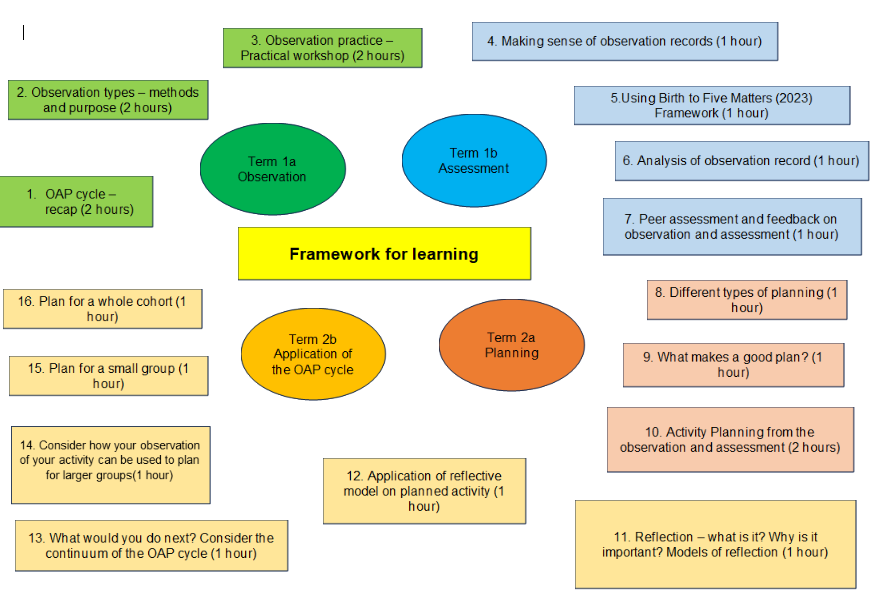 3. Observation practice –
Practical workshop (2 hours)
4. Making sense of observation records (1 hour)
2. Observation types – methods
and purpose (2 hours)
5.Using Birth to Five Matters (2023)
Framework (1 hour)
Term 1a
Observation
Term 1b
Assessment
6. Analysis of observation record (1 hour)
1. OAP cycle –
recap (2 hours)
7. Peer assessment and feedback on
observation and assessment (1 hour)
Framework for learning
16. Plan for a whole cohort (1
hour)
8. Different types of planning (1
hour)
Term 2b
Application of
the OAP cycle
Term 2a
Planning
15. Plan for a small group (1
hour)
9. What makes a good plan? (1
hour)
14. Consider how your observation
of your activity can be used to plan
for larger groups(1 hour)
10. Activity Planning from the
observation and assessment (2 hours)
12. Application of reflective
model on planned activity (1
hour)
13. What would you do next? Consider the
continuum of the OAP cycle (1 hour)
11. Reflection – what is it? Why is it
important? Models of reflection (1 hour)